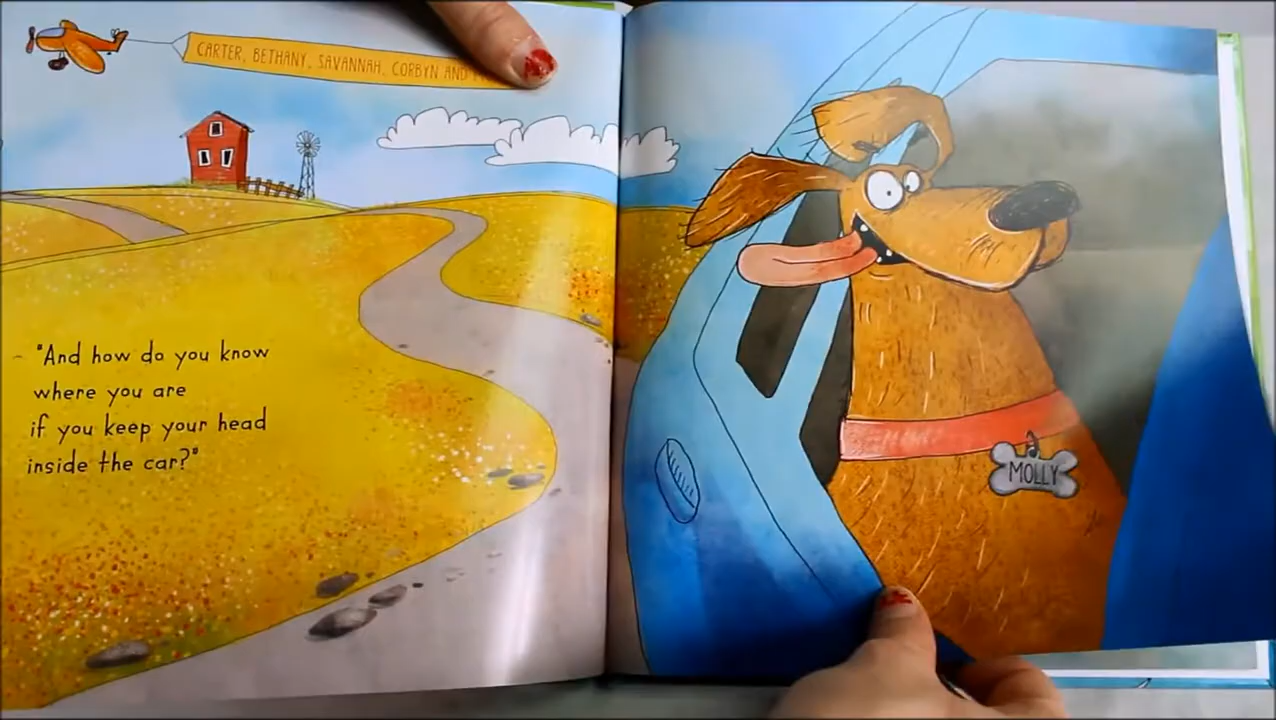 CARTER, BETHANY, SAVANNAH, CORBYN AND
"And how do you know
where you are
if you keep your head
inside the car?"
MOLLY